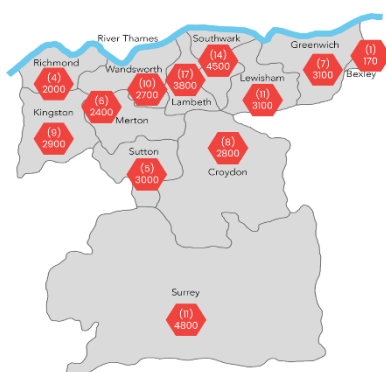 River Thames
Southwark
(14)
4500
Greenwich
(7)
3100
(1)
170
Bexley
Richmond
(4)
2000
Wandsworth
(10)
2700
(17)
3800
Lambeth
Lewisham
(11)
3100
Kingston
(9)
2900
(6)
2400
Merton
Sutton
(5)
3000
(8)
2800
Croydon
Surrey
(11)
4800